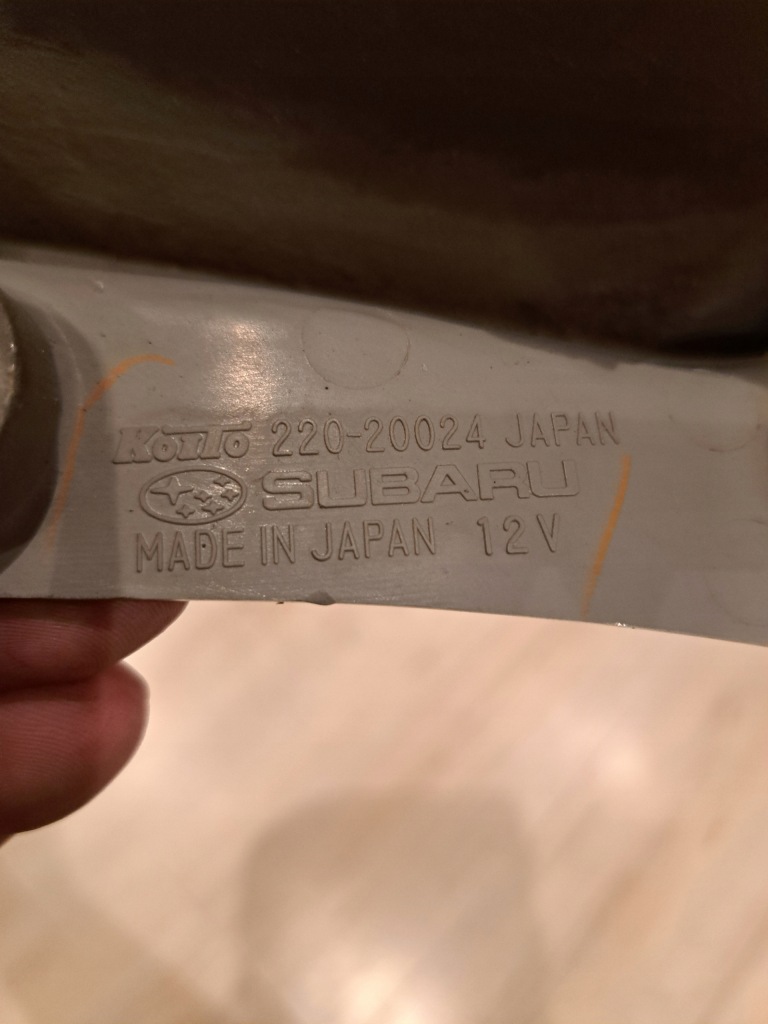 KOITO 220-20024 JAPAN
SUBARU
MADE IN JAPAN 12V